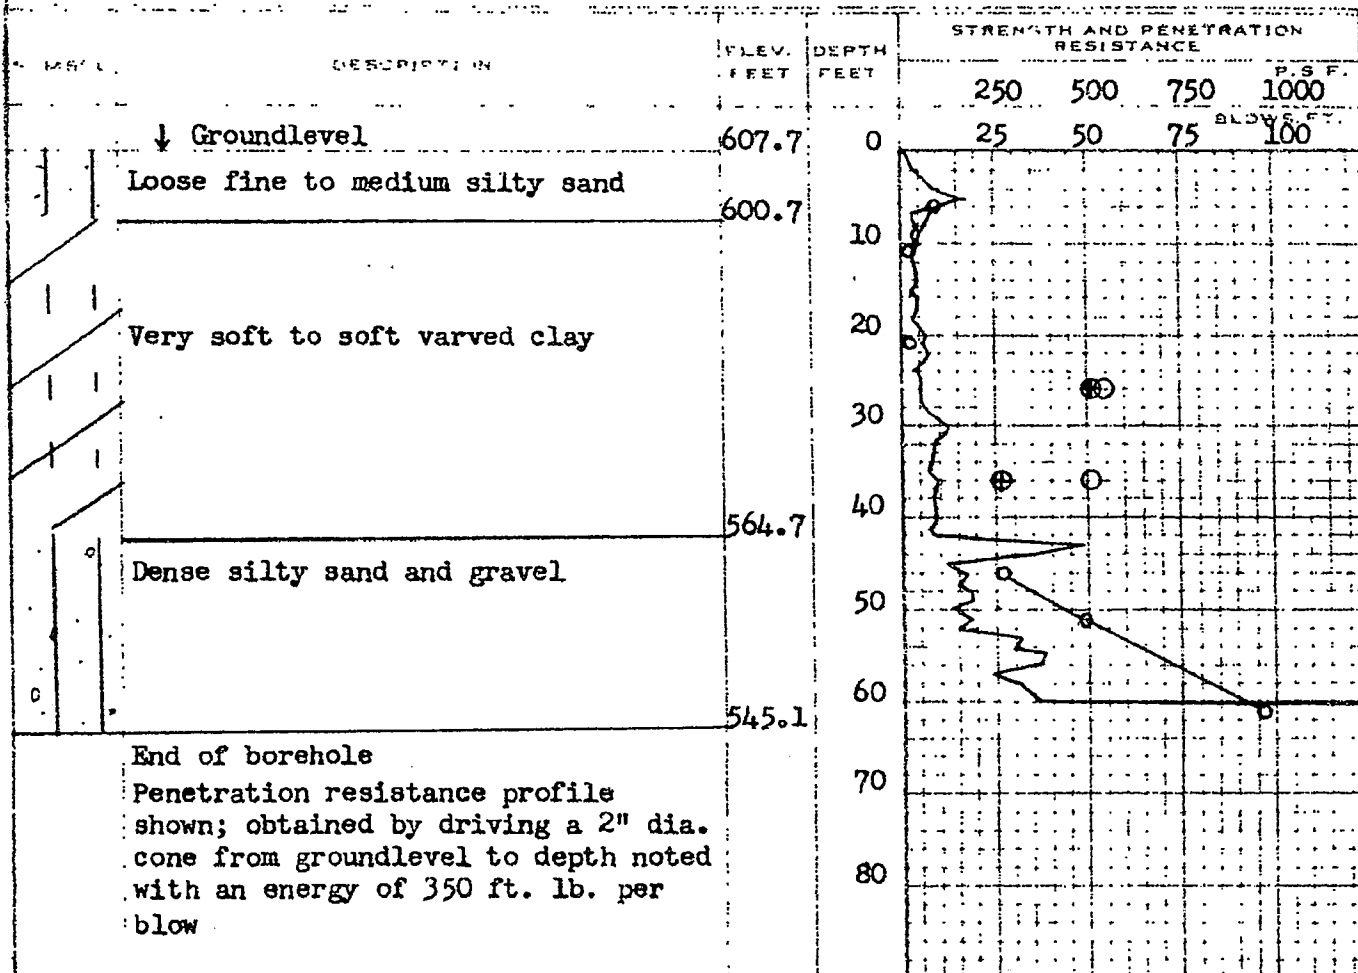 STRENGTH AND PENETRATION
RESISTANCE
DESCRIPTION
ELEV.
FEET
DEPTH
FEET
P.S.F.
250 500 750 1000
BLOWS/FT.
25 50 75 100
↓ Groundlevel
607.7
0
Loose fine to medium silty sand
600.7
10
20
Very soft to soft varved clay
30
40
564.7
Dense silty sand and gravel
50
60
545.1
End of borehole
Penetration resistance profile
shown; obtained by driving a 2" dia.
cone from groundlevel to depth noted
with an energy of 350 ft. lb. per
blow
70
80